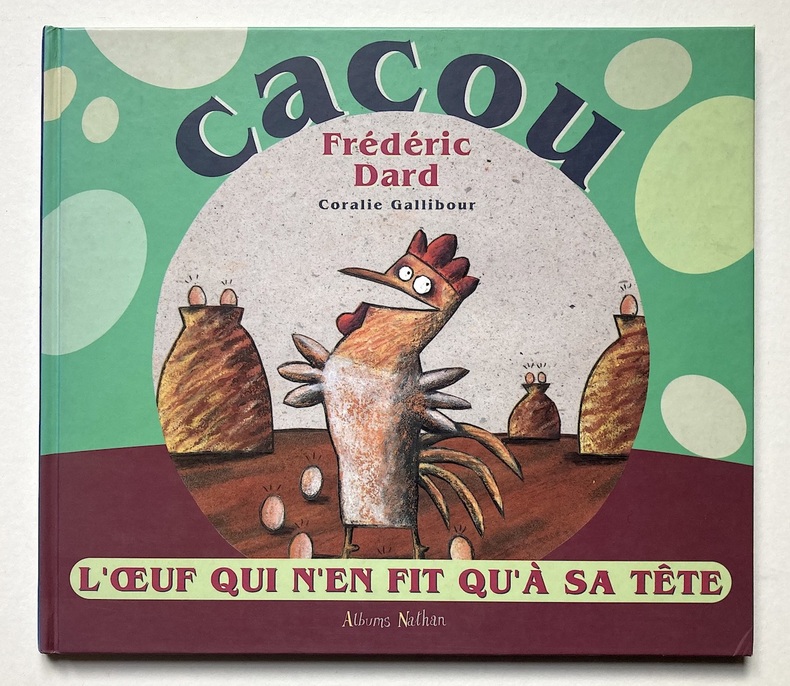 cacou
Frédéric
Dard
Coralie Gallibour
L'ŒUF QUI N'EN FIT QU'À SA TÊTE
Albums Nathan